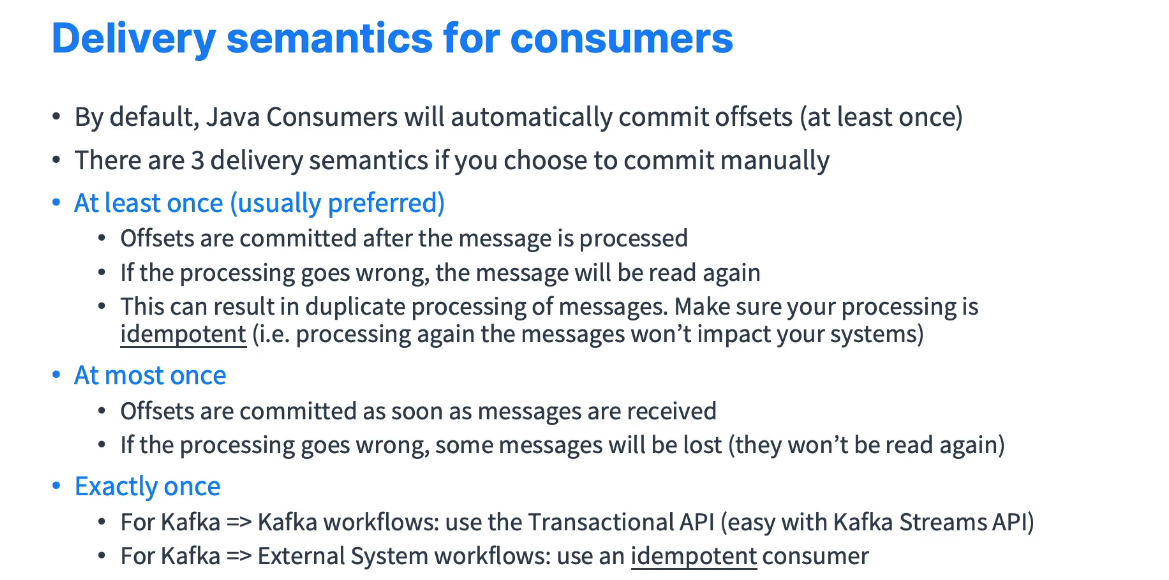 Delivery semantics for consumers
• By default, Java Consumers will automatically commit offsets (at least once)
• There are 3 delivery semantics if you choose to commit manually
• At least once (usually preferred)
• Offsets are committed after the message is processed
• If the processing goes wrong, the message will be read again
• This can result in duplicate processing of messages. Make sure your processing is
idempotent (i.e. processing again the messages won’t impact your systems)
• At most once
• Offsets are committed as soon as messages are received
• If the processing goes wrong, some messages will be lost (they won’t be read again)
• Exactly once
• For Kafka => Kafka workflows: use the Transactional API (easy with Kafka Streams API)
• For Kafka => External System workflows: use an idempotent consumer